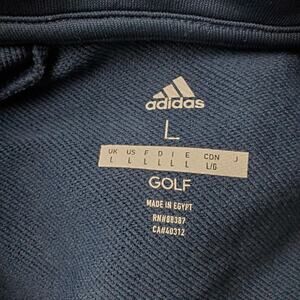 adidas
L
UK US F D I E CDN J
L L L L L L L/G
GOLF
MADE IN EGYPT
RN#88387
CA#40312